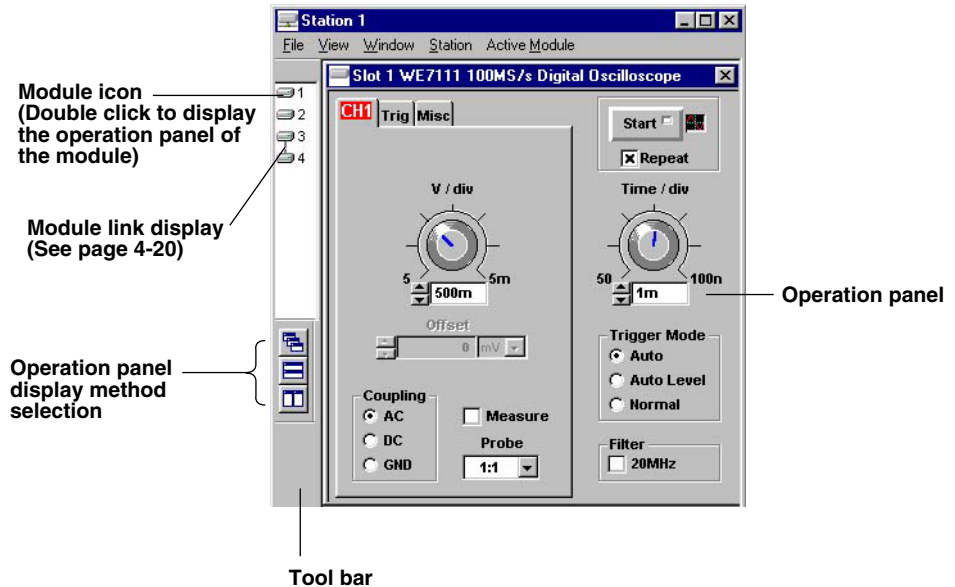 Station 1
File View Window Station Active Module
Slot 1 WE7111 100MS/s Digital Oscilloscope
Module icon
(Double click to display
the operation panel of
the module)
1
2
3
4
Module link display
(See page 4-20)
CH1 Trig Misc
Start
Repeat
V / div
5 5m
500m
Time / div
50 100n
1m
Operation panel
Offset
0 mV
Operation panel
display method
selection
Coupling
AC
DC
GND
Measure
Probe
1:1
Trigger Mode
Auto
Auto Level
Normal
Filter
20MHz
Tool bar